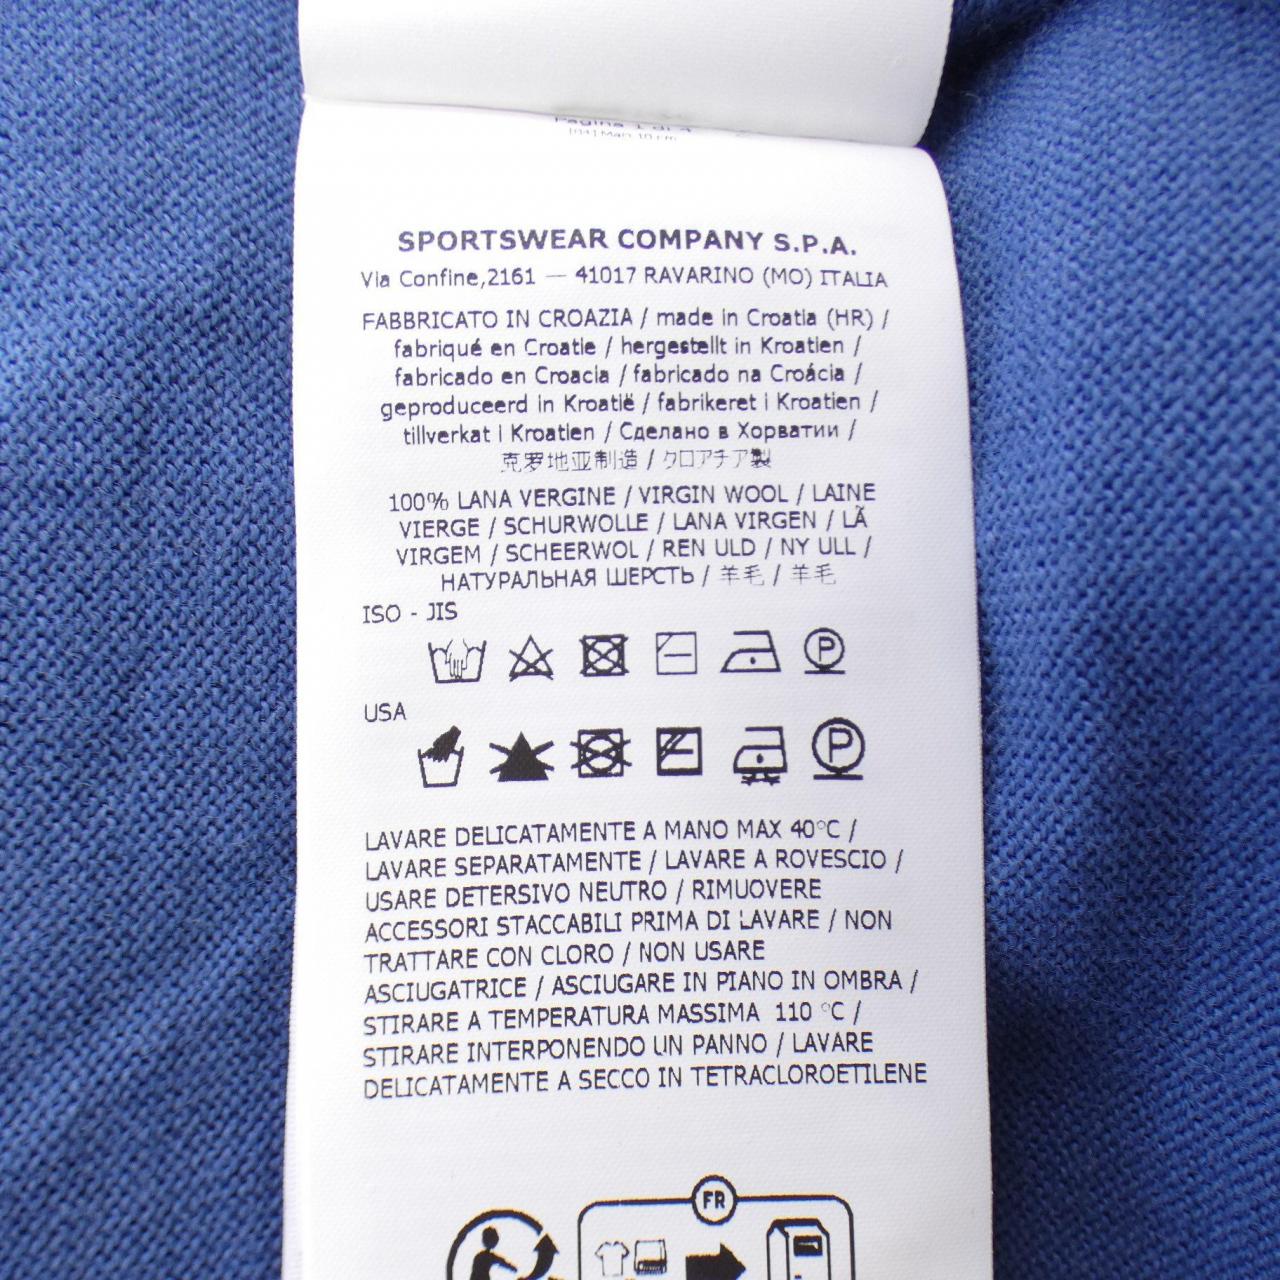 Pagina 1 di 4
SPORTSWEAR COMPANY S.P.A.
Via Confine,2161 — 41017 RAVARINO (MO) ITALIA
FABBRICATO IN CROAZIA / made in Croatia (HR) /
fabriqué en Croatie / hergestellt in Kroatien /
fabricado en Croacia / fabricado na Croácia /
geproduceerd in Kroatië / fabrikeret i Kroatien /
tillverkat i Kroatien / Сделано в Хорватии /
克罗地亚制造 / クロアチア製
100% LANA VERGINE / VIRGIN WOOL / LAINE
VIERGE / SCHURWOLLE / LANA VIRGEN / LÃ
VIRGEM / SCHEERWOL / REN ULD / NY ULL /
НАТУРАЛЬНАЯ ШЕРСТЬ / 羊毛 / 羊毛
ISO - JIS
P
USA
P
LAVARE DELICATAMENTE A MANO MAX 40°C /
LAVARE SEPARATAMENTE / LAVARE A ROVESCIO /
USARE DETERSIVO NEUTRO / RIMUOVERE
ACCESSORI STACCABILI PRIMA DI LAVARE / NON
TRATTARE CON CLORO / NON USARE
ASCIUGATRICE / ASCIUGARE IN PIANO IN OMBRA /
STIRARE A TEMPERATURA MASSIMA 110 °C /
STIRARE INTERPONENDO UN PANNO / LAVARE
DELICATAMENTE A SECCO IN TETRACLOROETILENE
FR